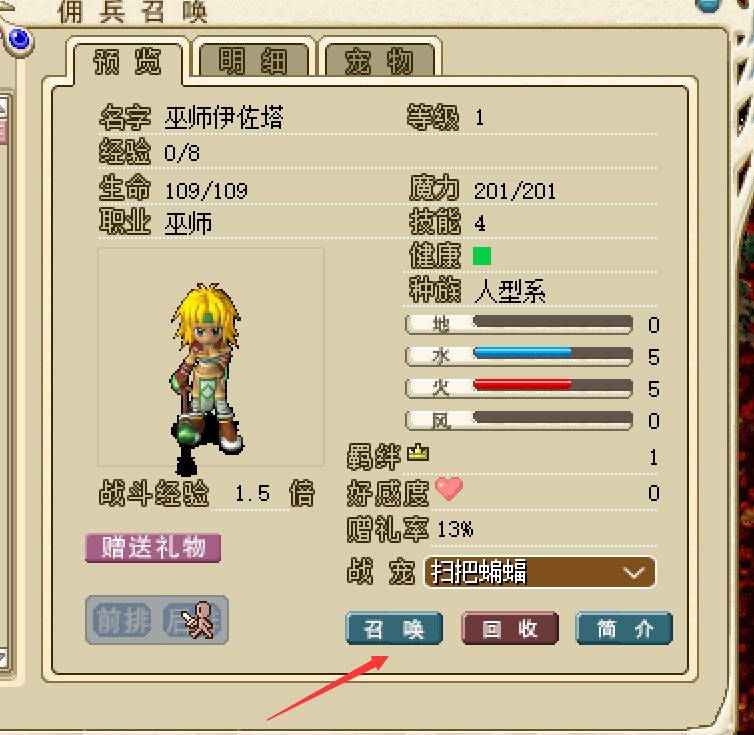 佣兵召唤
预览 明细 宠物
名字 巫师伊佐塔 等级 1
经验 0/8
生命 109/109 魔力 201/201
职业 巫师 技能 4
健康
种族 人型系
地 0
水 5
火 5
风 0
羁绊 1
战斗经验 1.5 倍 好感度 0
赠礼率 13%
赠送礼物
战宠 扫把蝙蝠
前排 后排
召唤 回收 简介